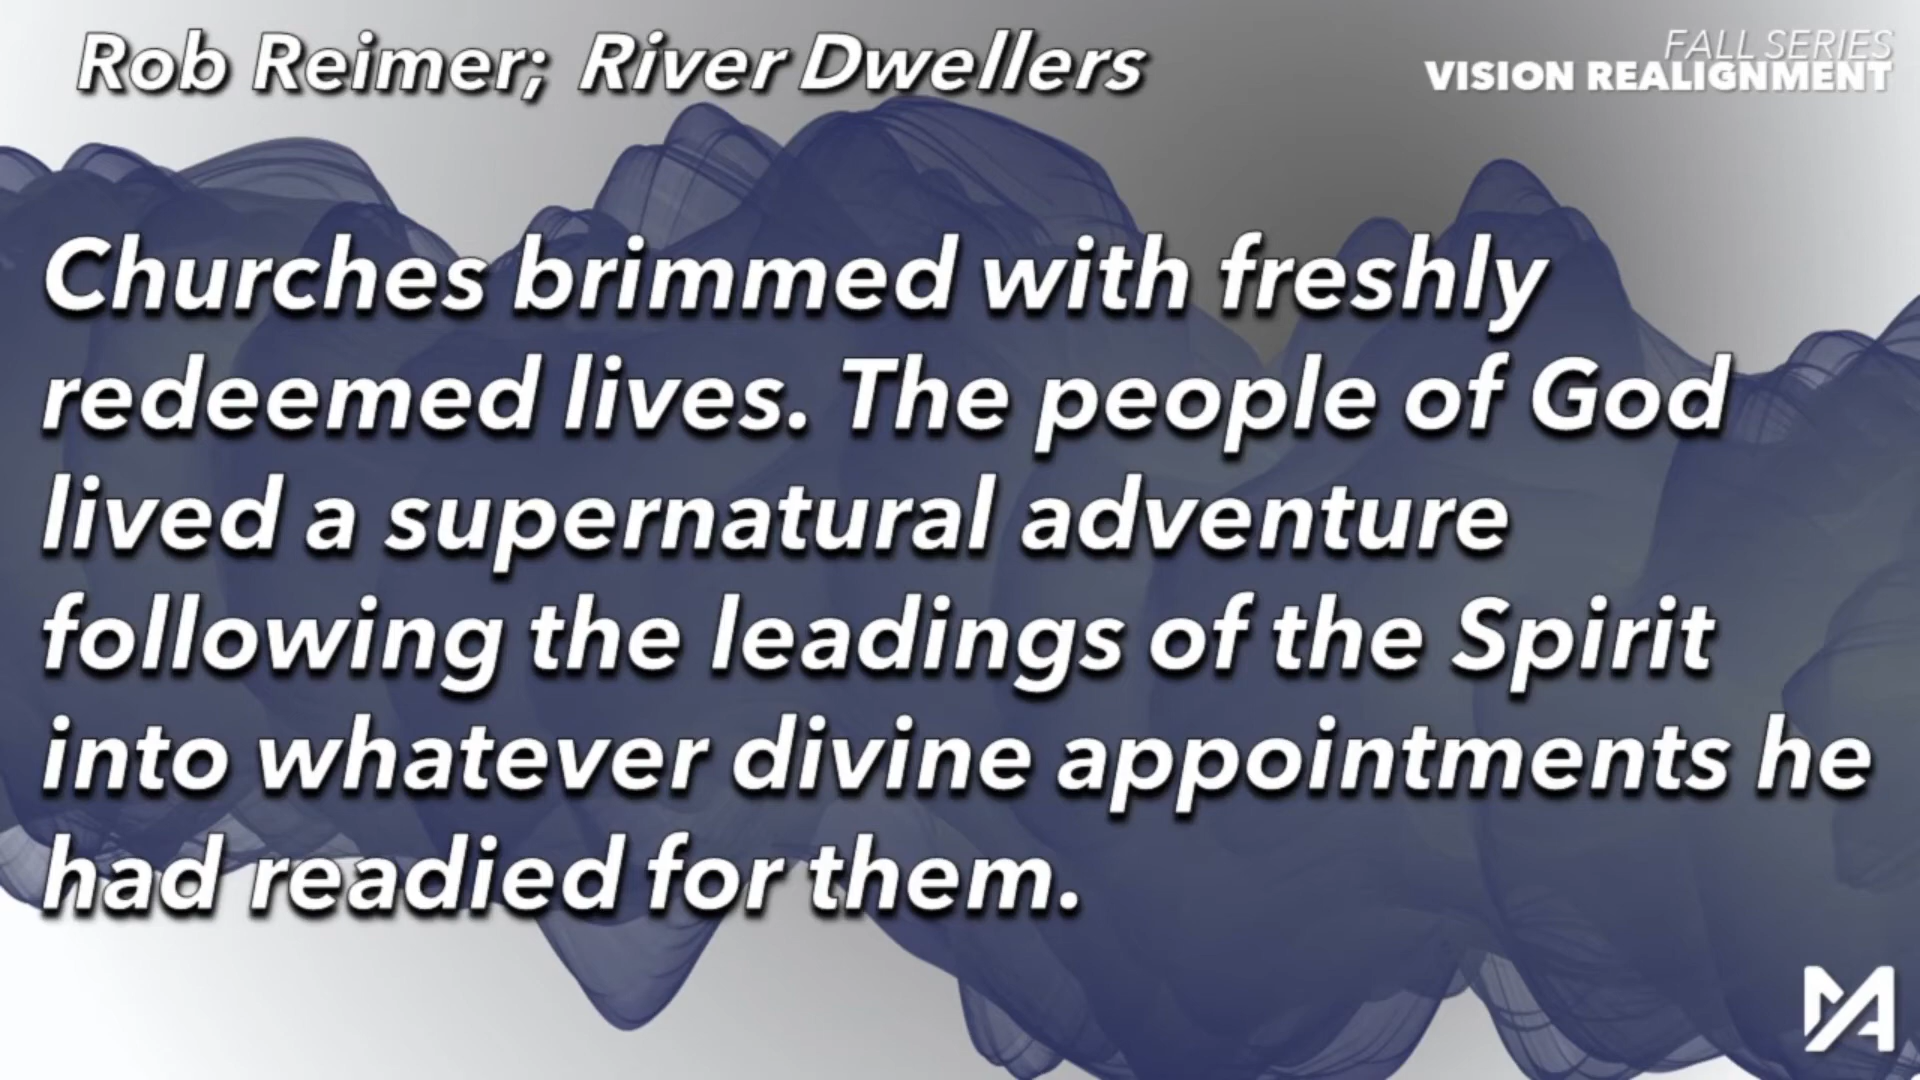 Rob Reimer; River Dwellers
FALL SERIES
VISION REALIGNMENT
Churches brimmed with freshly
redeemed lives. The people of God
lived a supernatural adventure
following the leadings of the Spirit
into whatever divine appointments he
had readied for them.
MA